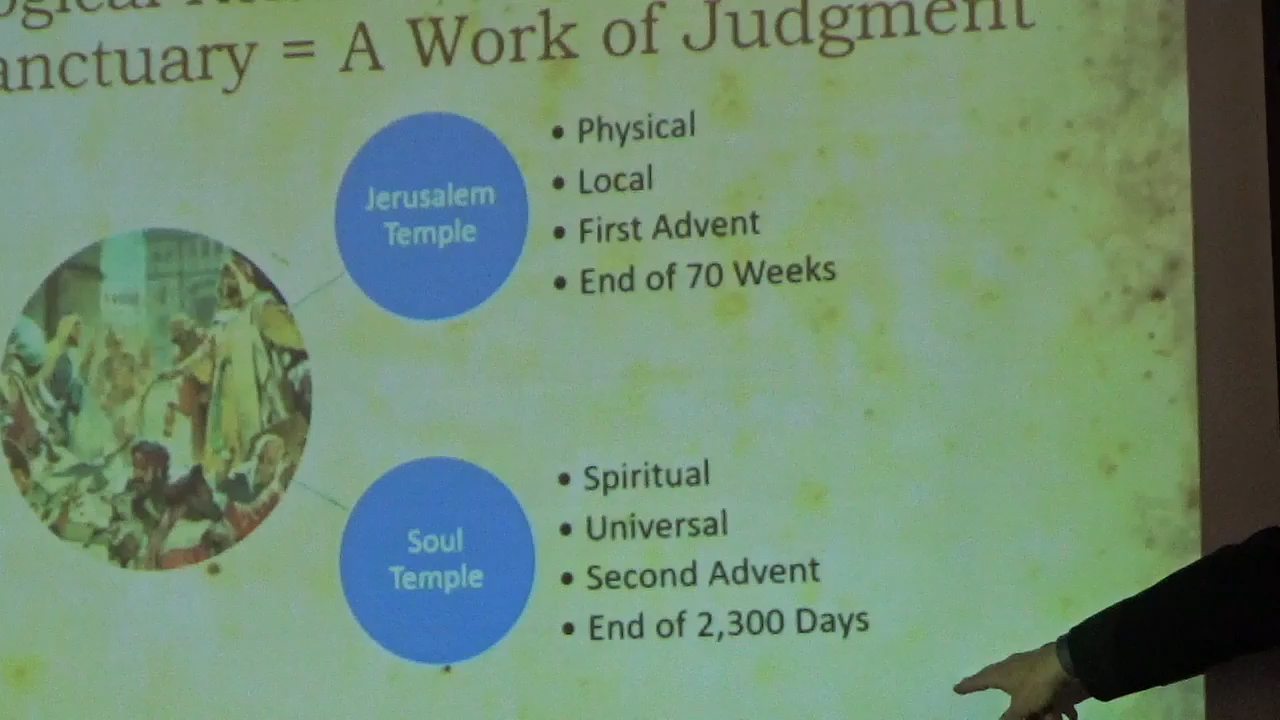 anctuary = A Work of Judgment
Jerusalem
Temple
• Physical
• Local
• First Advent
• End of 70 Weeks
Soul
Temple
• Spiritual
• Universal
• Second Advent
• End of 2,300 Days